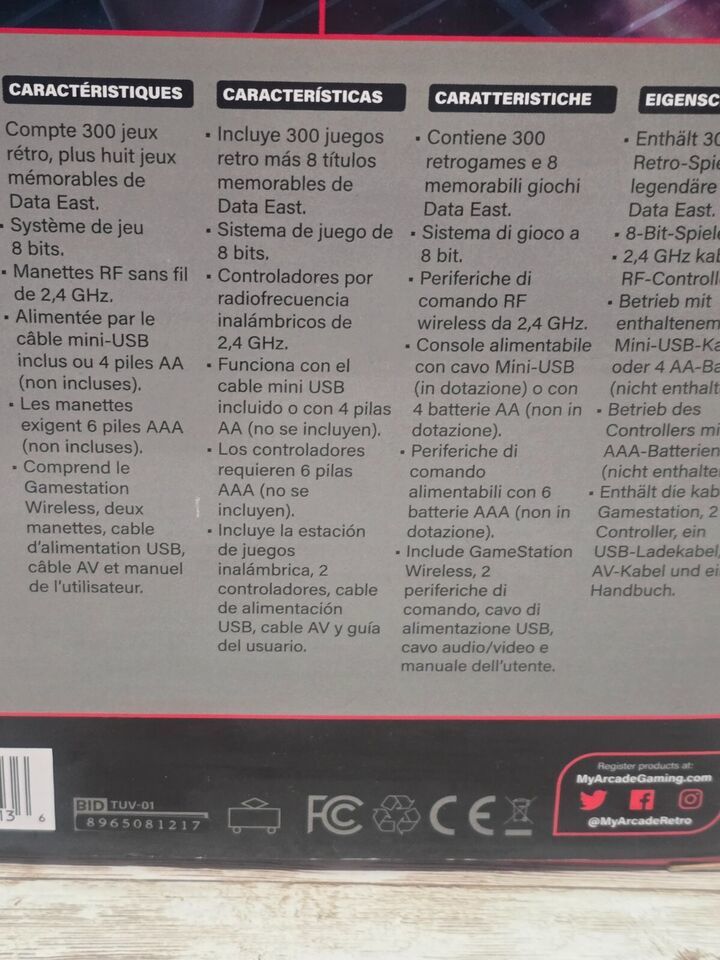 CARACTÉRISTIQUES
Compte 300 jeux
rétro, plus huit jeux
mémorables de
Data East.
▪ Système de jeu
8 bits.
▪ Manettes RF sans fil
de 2,4 GHz.
▪ Alimentée par le
câble mini-USB
inclus ou 4 piles AA
(non incluses).
▪ Les manettes
exigent 6 piles AAA
(non incluses).
▪ Comprend le
Gamestation
Wireless, deux
manettes, cable
d'alimentation USB,
câble AV et manuel
de l'utilisateur.
CARACTERÍSTICAS
▪ Incluye 300 juegos
retro más 8 títulos
memorables de
Data East.
▪ Sistema de juego de
8 bits.
▪ Controladores por
radiofrecuencia
inalámbricos de
2,4 GHz.
▪ Funciona con el
cable mini USB
incluido o con 4 pilas
AA (no se incluyen).
▪ Los controladores
requieren 6 pilas
AAA (no se
incluyen).
▪ Incluye la estación
de juegos
inalámbrica, 2
controladores, cable
de alimentación
USB, cable AV y guía
del usuario.
CARATTERISTICHE
▪ Contiene 300
retrogames e 8
memorabili giochi
Data East.
▪ Sistema di gioco a
8 bit.
▪ Periferiche di
comando RF
wireless da 2,4 GHz.
▪ Console alimentabile
con cavo Mini-USB
(in dotazione) o con
4 batterie AA (non in
dotazione).
▪ Periferiche di
comando
alimentabili con 6
batterie AAA (non in
dotazione).
▪ Include GameStation
Wireless, 2
periferiche di
comando, cavo di
alimentazione USB,
cavo audio/video e
manuale dell'utente.
EIGENSC
▪ Enthält 30
Retro-Spie
legendäre
Data East.
▪ 8-Bit-Spiele
▪ 2,4 GHz kab
RF-Controll
▪ Betrieb mit
enthaltenem
Mini-USB-Ka
oder 4 AA-Ba
(nicht enthalt
▪ Betrieb des
Controllers mi
AAA-Batterien
(nicht enthalte
▪ Enthält die kab
Gamestation, 2
Controller, ein
USB-Ladekabel,
AV-Kabel und ei
Handbuch.
13 6
BID TUV-01
8965081217
FC
CE
Register products at:
MyArcadeGaming.com
@MyArcadeRetro